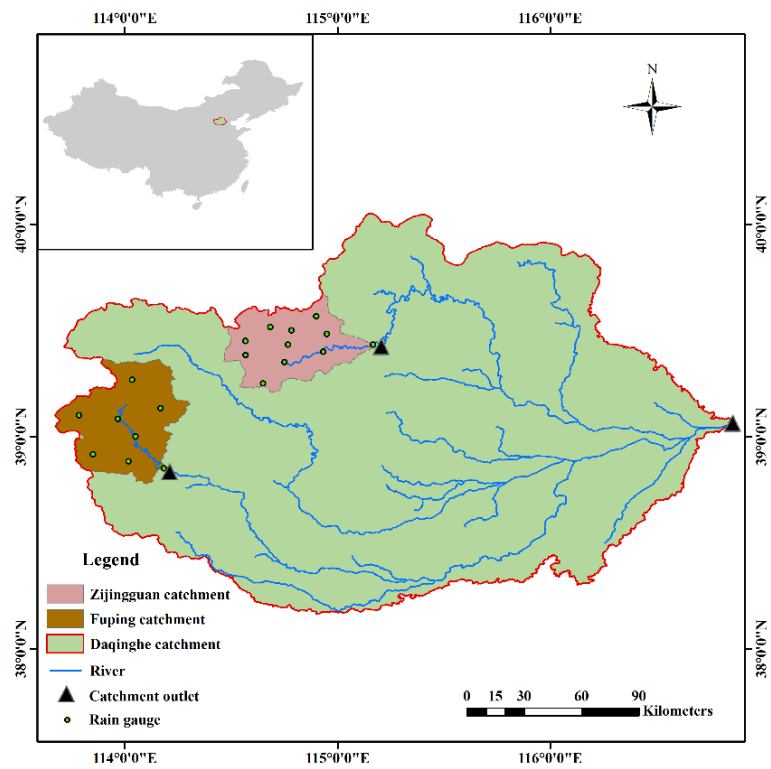 114°0'0"E 115°0'0"E 116°0'0"E
N
40°0'0"N 40°0'0"N
39°0'0"N 39°0'0"N
38°0'0"N 38°0'0"N
Legend
Zijingguan catchment
Fuping catchment
Daqinghe catchment
River
Catchment outlet
Rain gauge
0 15 30 60 90
Kilometers
114°0'0"E 115°0'0"E 116°0'0"E